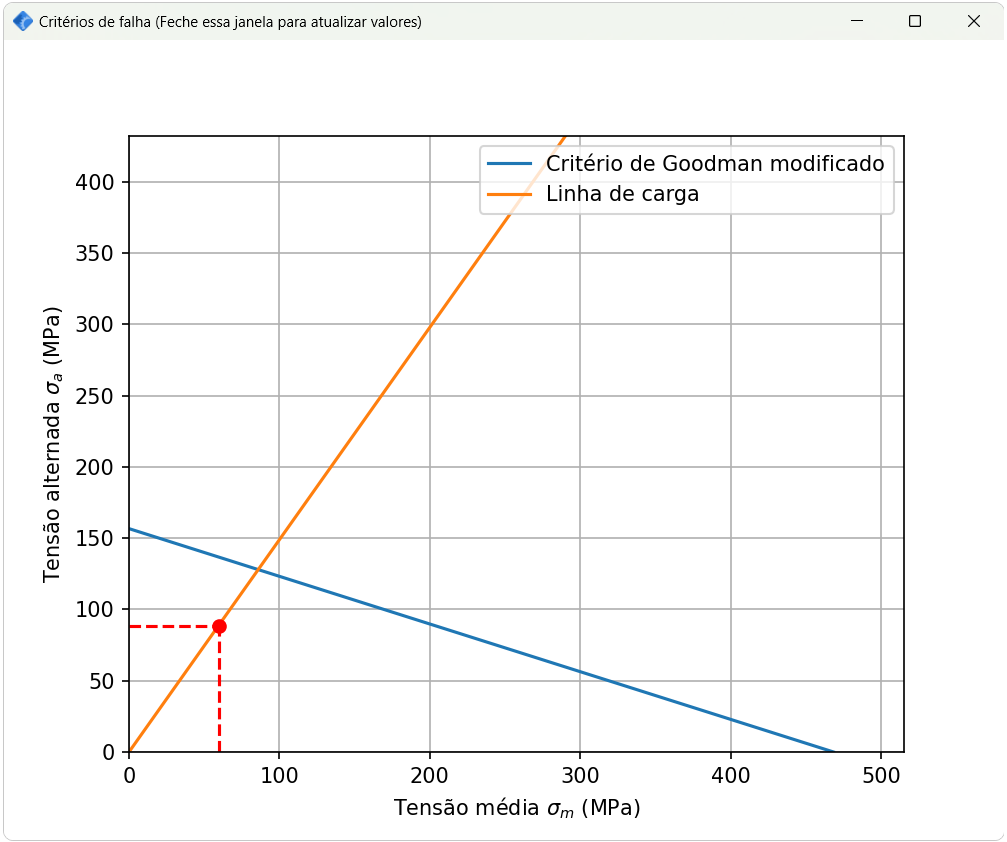 Critérios de falha (Feche essa janela para atualizar valores)
Critério de Goodman modificado
Linha de carga
400
350
300
250
200
150
100
50
0
Tensão alternada σₐ (MPa)
0 100 200 300 400 500
Tensão média σₘ (MPa)